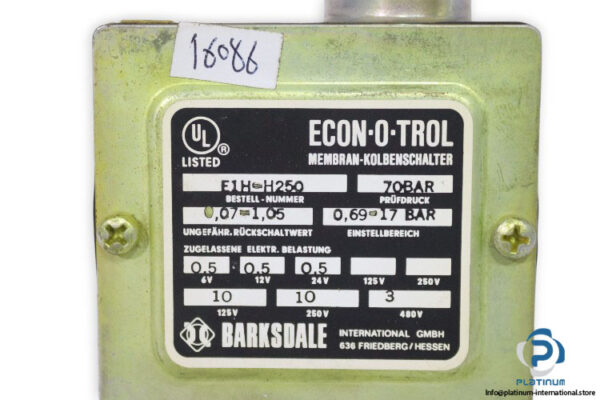 16086
UL
LISTED
ECON·O·TROL
MEMBRAN-KOLBENSCHALTER
E1H-H250
70BAR
BESTELL-NUMMER
PRÜFDRUCK
0,07-1,05
0,69-17 BAR
UNGEFÄHR. RÜCKSCHALTWERT
EINSTELLBEREICH
ZUGELASSENE ELEKTR. BELASTUNG
0.5 0.5 0.5
6V 12V 24V 125V 250V
10 10 3
125V 250V 480V
BARKSDALE
INTERNATIONAL GMBH
636 FRIEDBERG/HESSEN
PLATINUM
INTERNATIONAL
Info@platinum-international.store